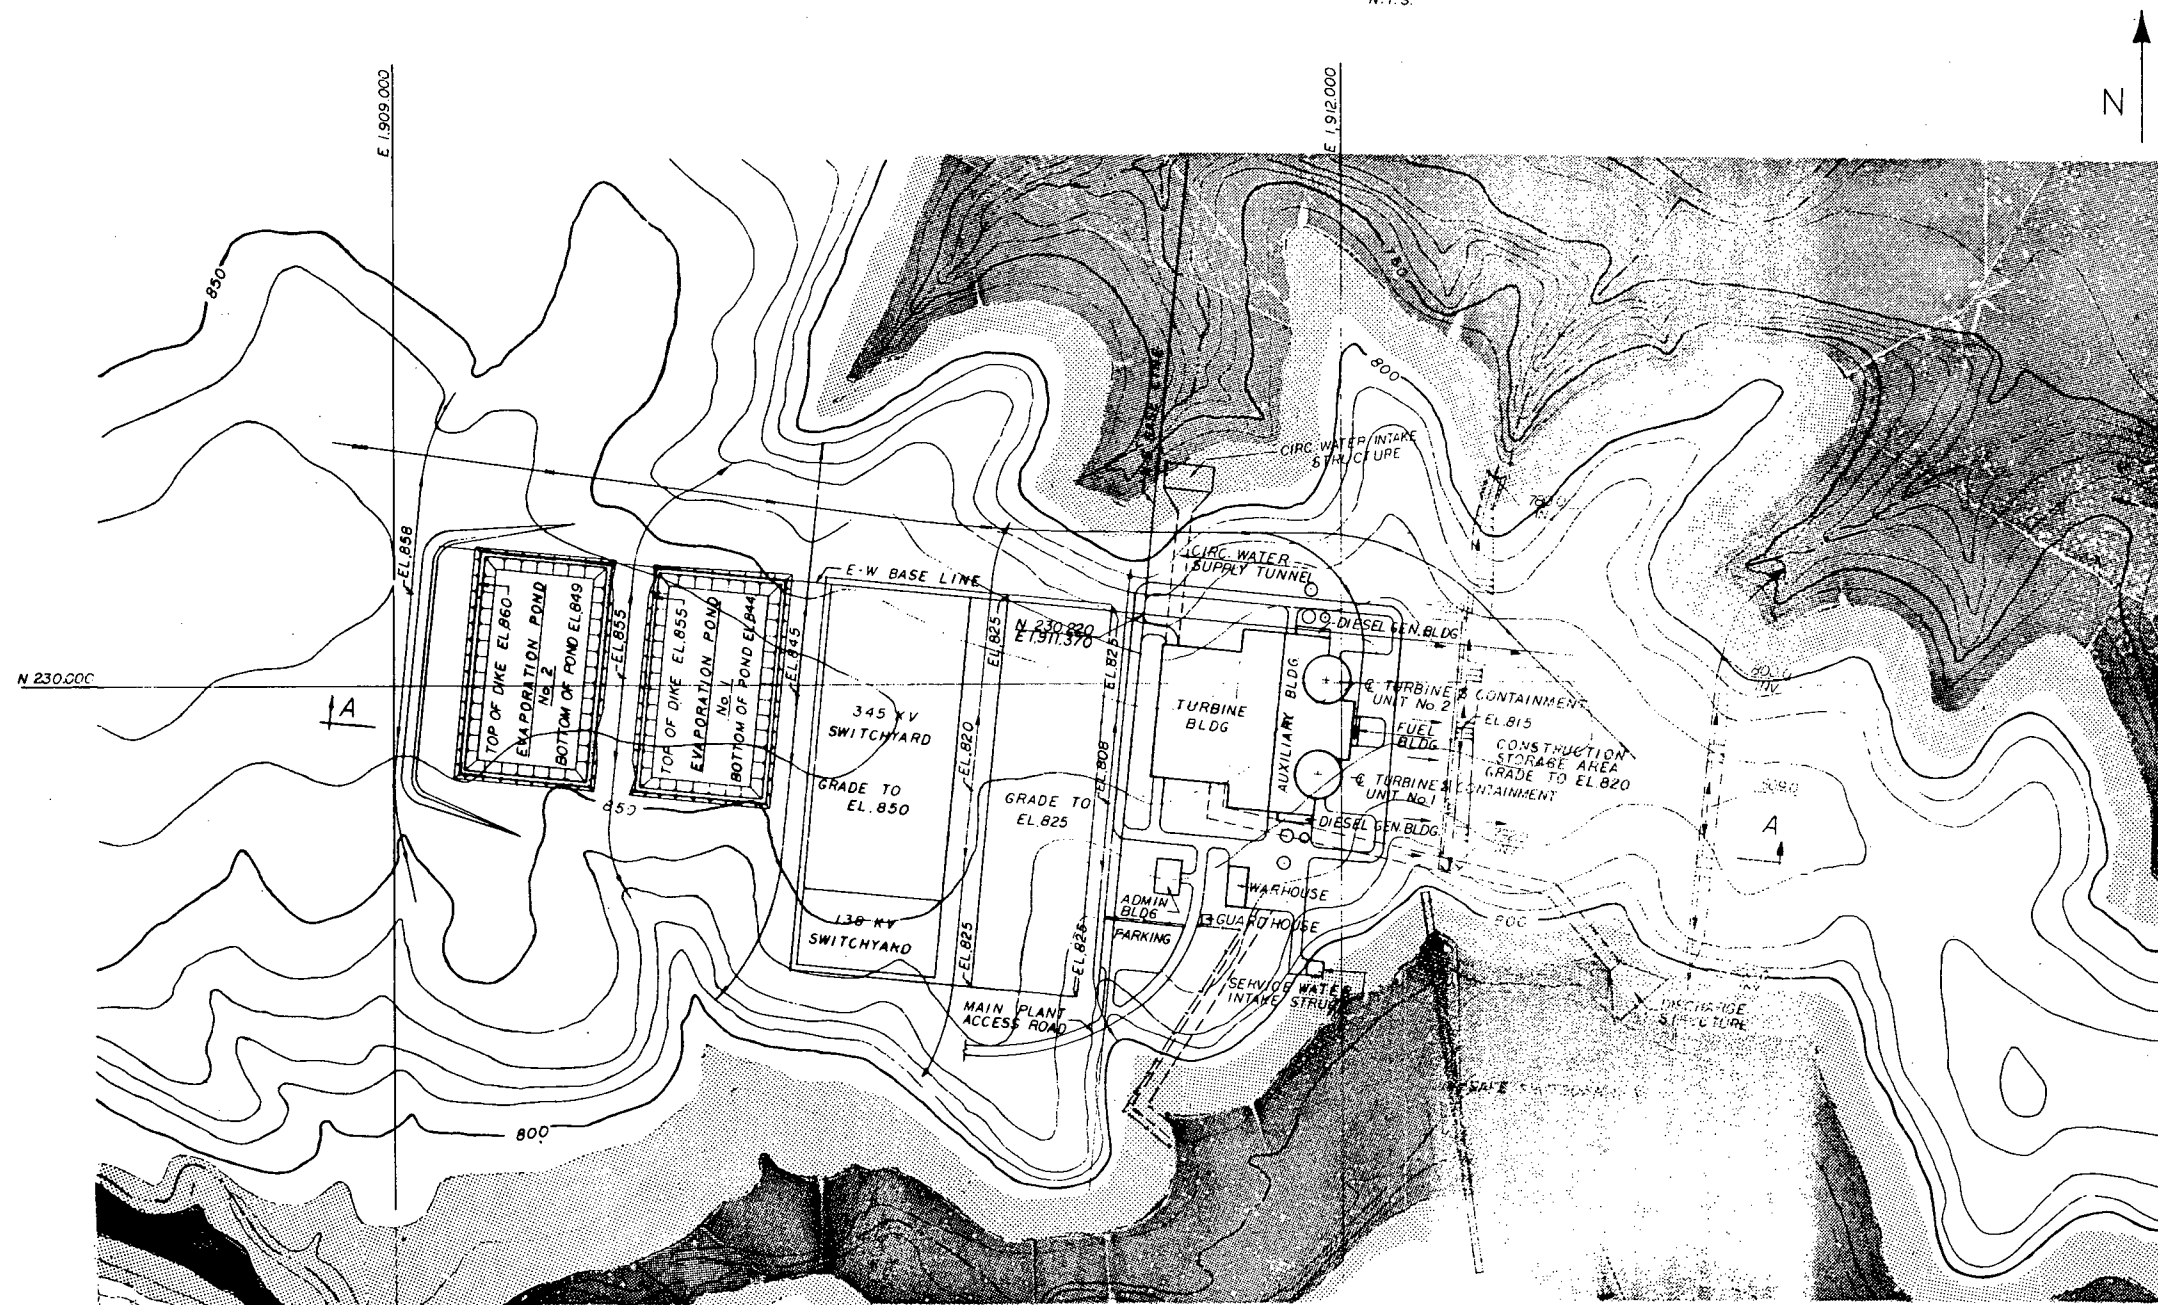 N.T.S.
N
E 1,909,000
E 1,912,000
850
780
800
CIRC. WATER INTAKE
STRUCTURE
EL.858
CIRC. WATER
SUPPLY TUNNEL
E-W BASE LINE
N 230.820
E 1,911.370
DIESEL GEN. BLDG
N 230.000
A
TOP OF DIKE EL.860
EVAPORATION POND
No. 2
BOTTOM OF POND EL.849
EL.855
TOP OF DIKE EL.855
EVAPORATION POND
No. 1
BOTTOM OF POND EL.844
EL.845
345 KV
SWITCHYARD
GRADE TO
EL.850
EL.825
EL.820
EL.825
EL.808
GRADE TO
EL.825
TURBINE
BLDG
AUXILIARY BLDG
℄ TURBINE & CONTAINMENT
UNIT No.2
EL.815
FUEL
BLDG
CONSTRUCTION
STORAGE AREA
GRADE TO EL.820
℄ TURBINE & CONTAINMENT
UNIT No.1
DIESEL GEN. BLDG.
A
850
138 KV
SWITCHYARD
EL.825
EL.825
ADMIN
BLDG
PARKING
WARHOUSE
GUARD HOUSE
800
SERVICE WATER
INTAKE STRUC
MAIN PLANT
ACCESS ROAD
DISCHARGE
STRUCTURE
800